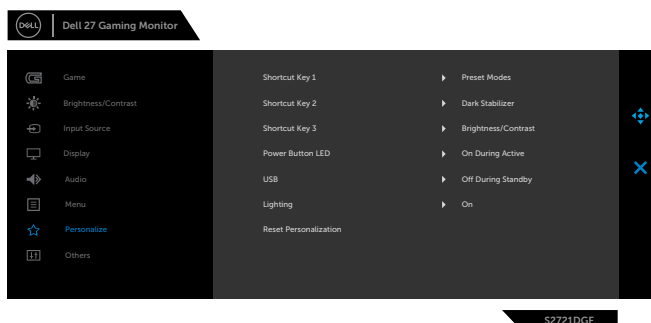 DELL
Dell 27 Gaming Monitor
Game
Shortcut Key 1
Preset Modes
Brightness/Contrast
Shortcut Key 2
Dark Stabilizer
Input Source
Shortcut Key 3
Brightness/Contrast
Display
Power Button LED
On During Active
Audio
USB
Off During Standby
Menu
Lighting
On
Personalize
Reset Personalization
Others